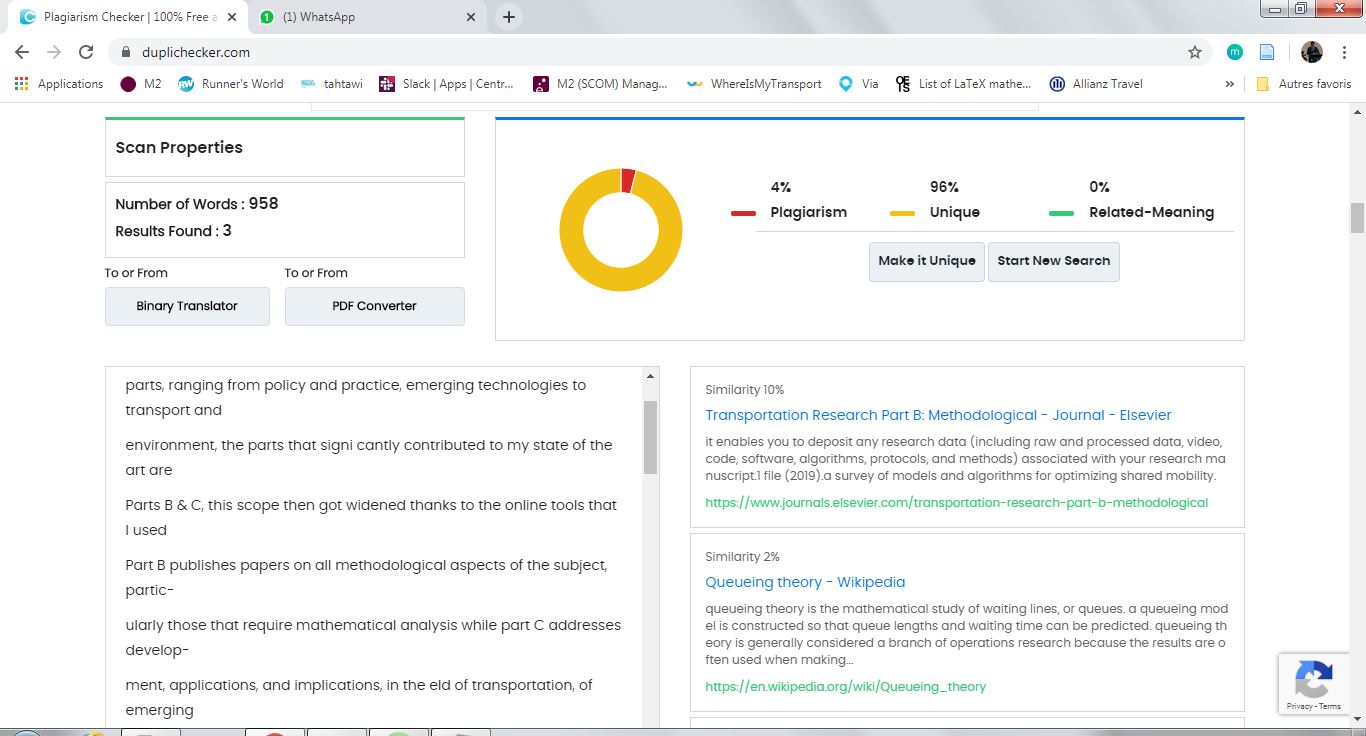 Plagiarism Checker | 100% Free a
(1) WhatsApp
duplichecker.com
m
Applications
M2
Runner's World
tahtawi
Slack | Apps | Centr...
M2 (SCOM) Manag...
WhereIsMyTransport
Via
List of LaTeX mathe...
Allianz Travel
»
Autres favoris
Scan Properties
Number of Words : 958
Results Found : 3
To or From
To or From
Binary Translator
PDF Converter
4%
96%
0%
Plagiarism
Unique
Related-Meaning
Make it Unique
Start New Search
parts, ranging from policy and practice, emerging technologies to
transport and
environment, the parts that signi cantly contributed to my state of the
art are
Parts B & C, this scope then got widened thanks to the online tools that
I used
Part B publishes papers on all methodological aspects of the subject,
partic-
ularly those that require mathematical analysis while part C addresses
develop-
ment, applications, and implications, in the eld of transportation, of
emerging
Similarity 10%
Transportation Research Part B: Methodological - Journal - Elsevier
it enables you to deposit any research data (including raw and processed data, video,
code, software, algorithms, protocols, and methods) associated with your research ma
nuscript.1 file (2019).a survey of models and algorithms for optimizing shared mobility.
https://www.journals.elsevier.com/transportation-research-part-b-methodological
Similarity 2%
Queueing theory - Wikipedia
queueing theory is the mathematical study of waiting lines, or queues. a queueing mod
el is constructed so that queue lengths and waiting time can be predicted. queueing th
eory is generally considered a branch of operations research because the results are o
ften used when making...
https://en.wikipedia.org/wiki/Queueing_theory
Privacy - Terms